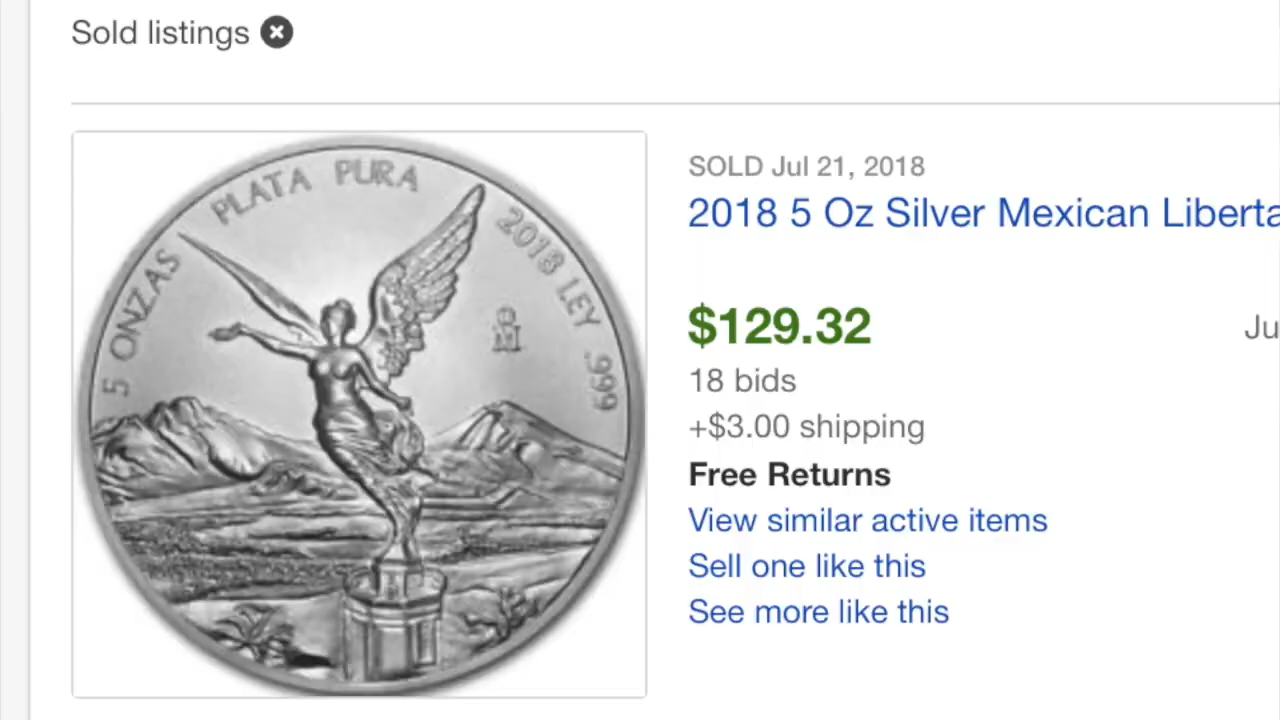 Sold listings
5 ONZAS PLATA PURA 2018 LEY .999
OM
SOLD Jul 21, 2018
2018 5 Oz Silver Mexican Liberta
$129.32
Ju
18 bids
+$3.00 shipping
Free Returns
View similar active items
Sell one like this
See more like this